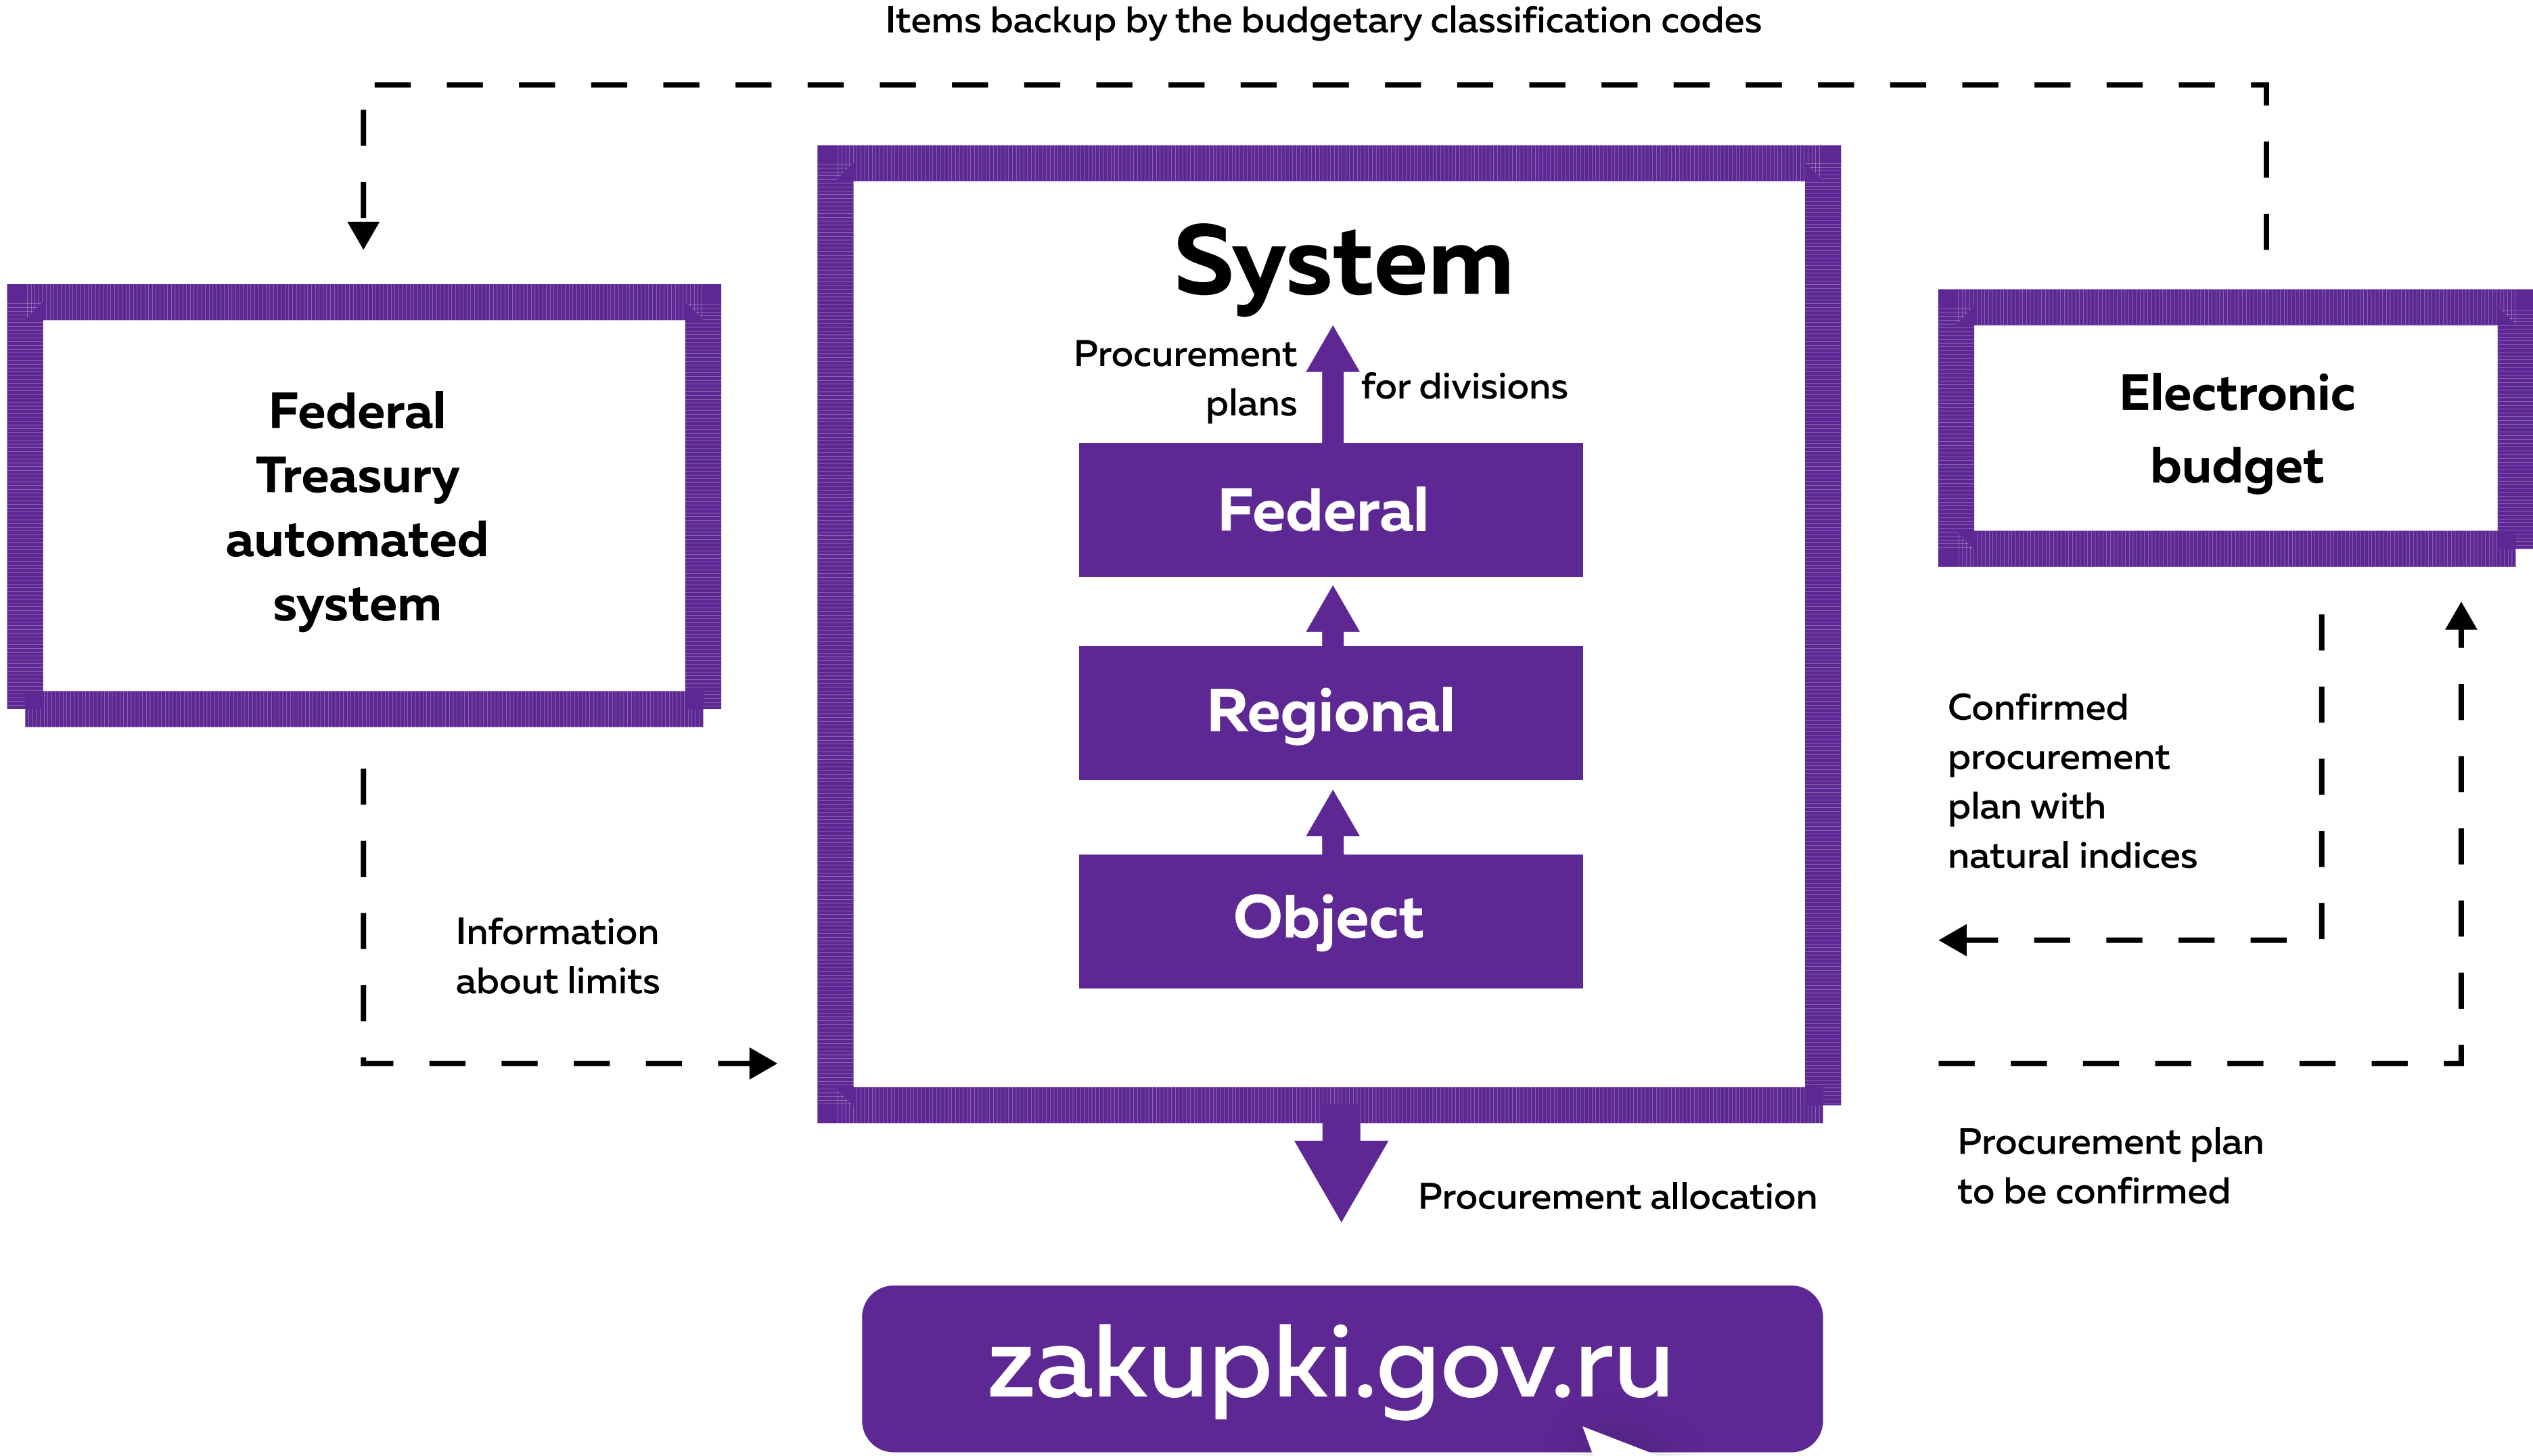 Items backup by the budgetary classification codes
System
Procurement
plans
for divisions
Federal
Regional
Object
Federal
Treasury
automated
system
Electronic
budget
Information
about limits
Confirmed
procurement
plan with
natural indices
Procurement plan
to be confirmed
Procurement allocation
zakupki.gov.ru